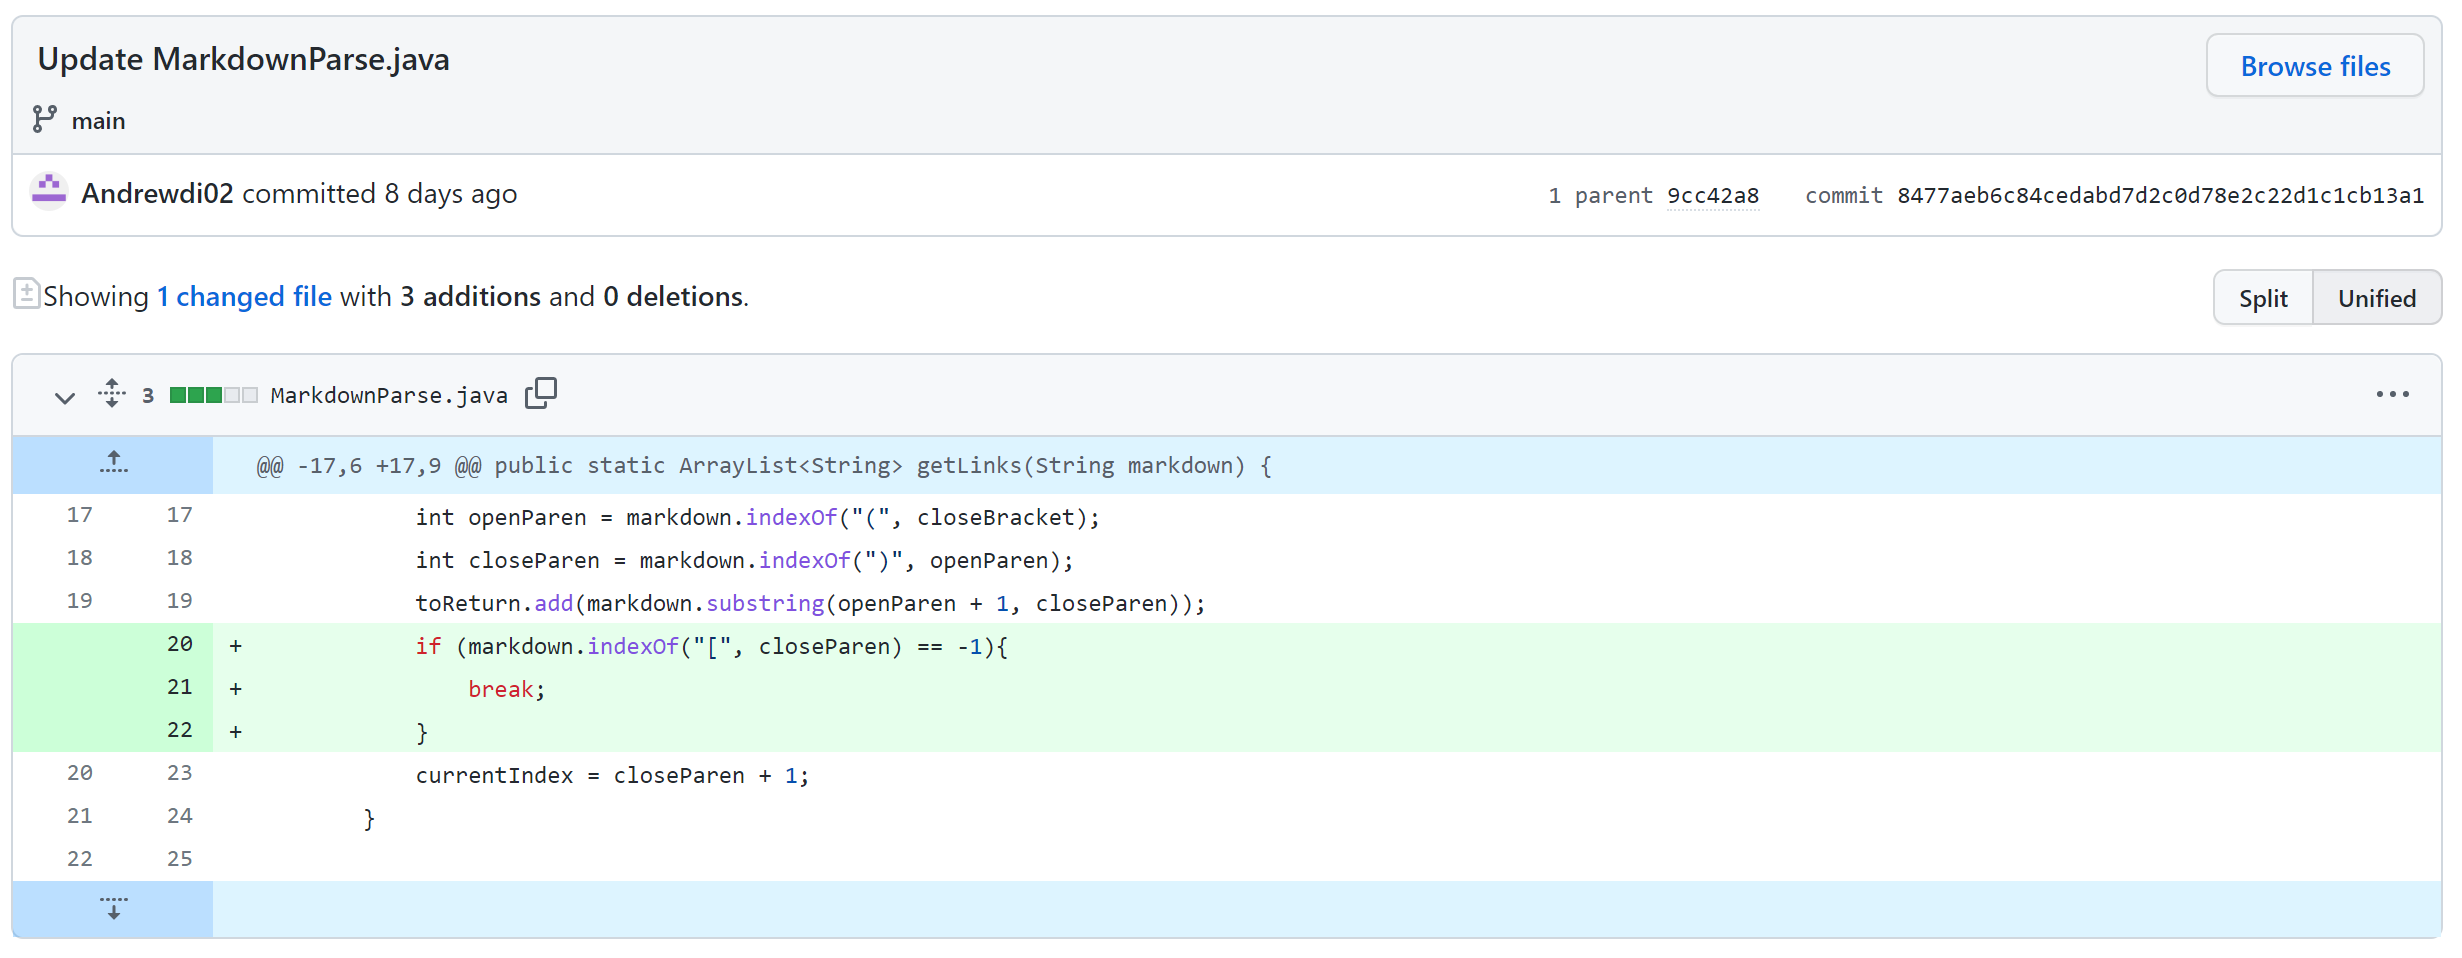 Update MarkdownParse.java
Browse files
main
Andrewdi02 committed 8 days ago
1 parent 9cc42a8 commit 8477aeb6c84cedabd7d2c0d78e2c22d1c1cb13a1
Showing 1 changed file with 3 additions and 0 deletions.
Split Unified
3 MarkdownParse.java
@@ -17,6 +17,9 @@ public static ArrayList<String> getLinks(String markdown) {
17 17 int openParen = markdown.indexOf("(", closeBracket);
18 18 int closeParen = markdown.indexOf(")", openParen);
19 19 toReturn.add(markdown.substring(openParen + 1, closeParen));
20 + if (markdown.indexOf("[", closeParen) == -1){
21 + break;
22 + }
20 23 currentIndex = closeParen + 1;
21 24 }
22 25